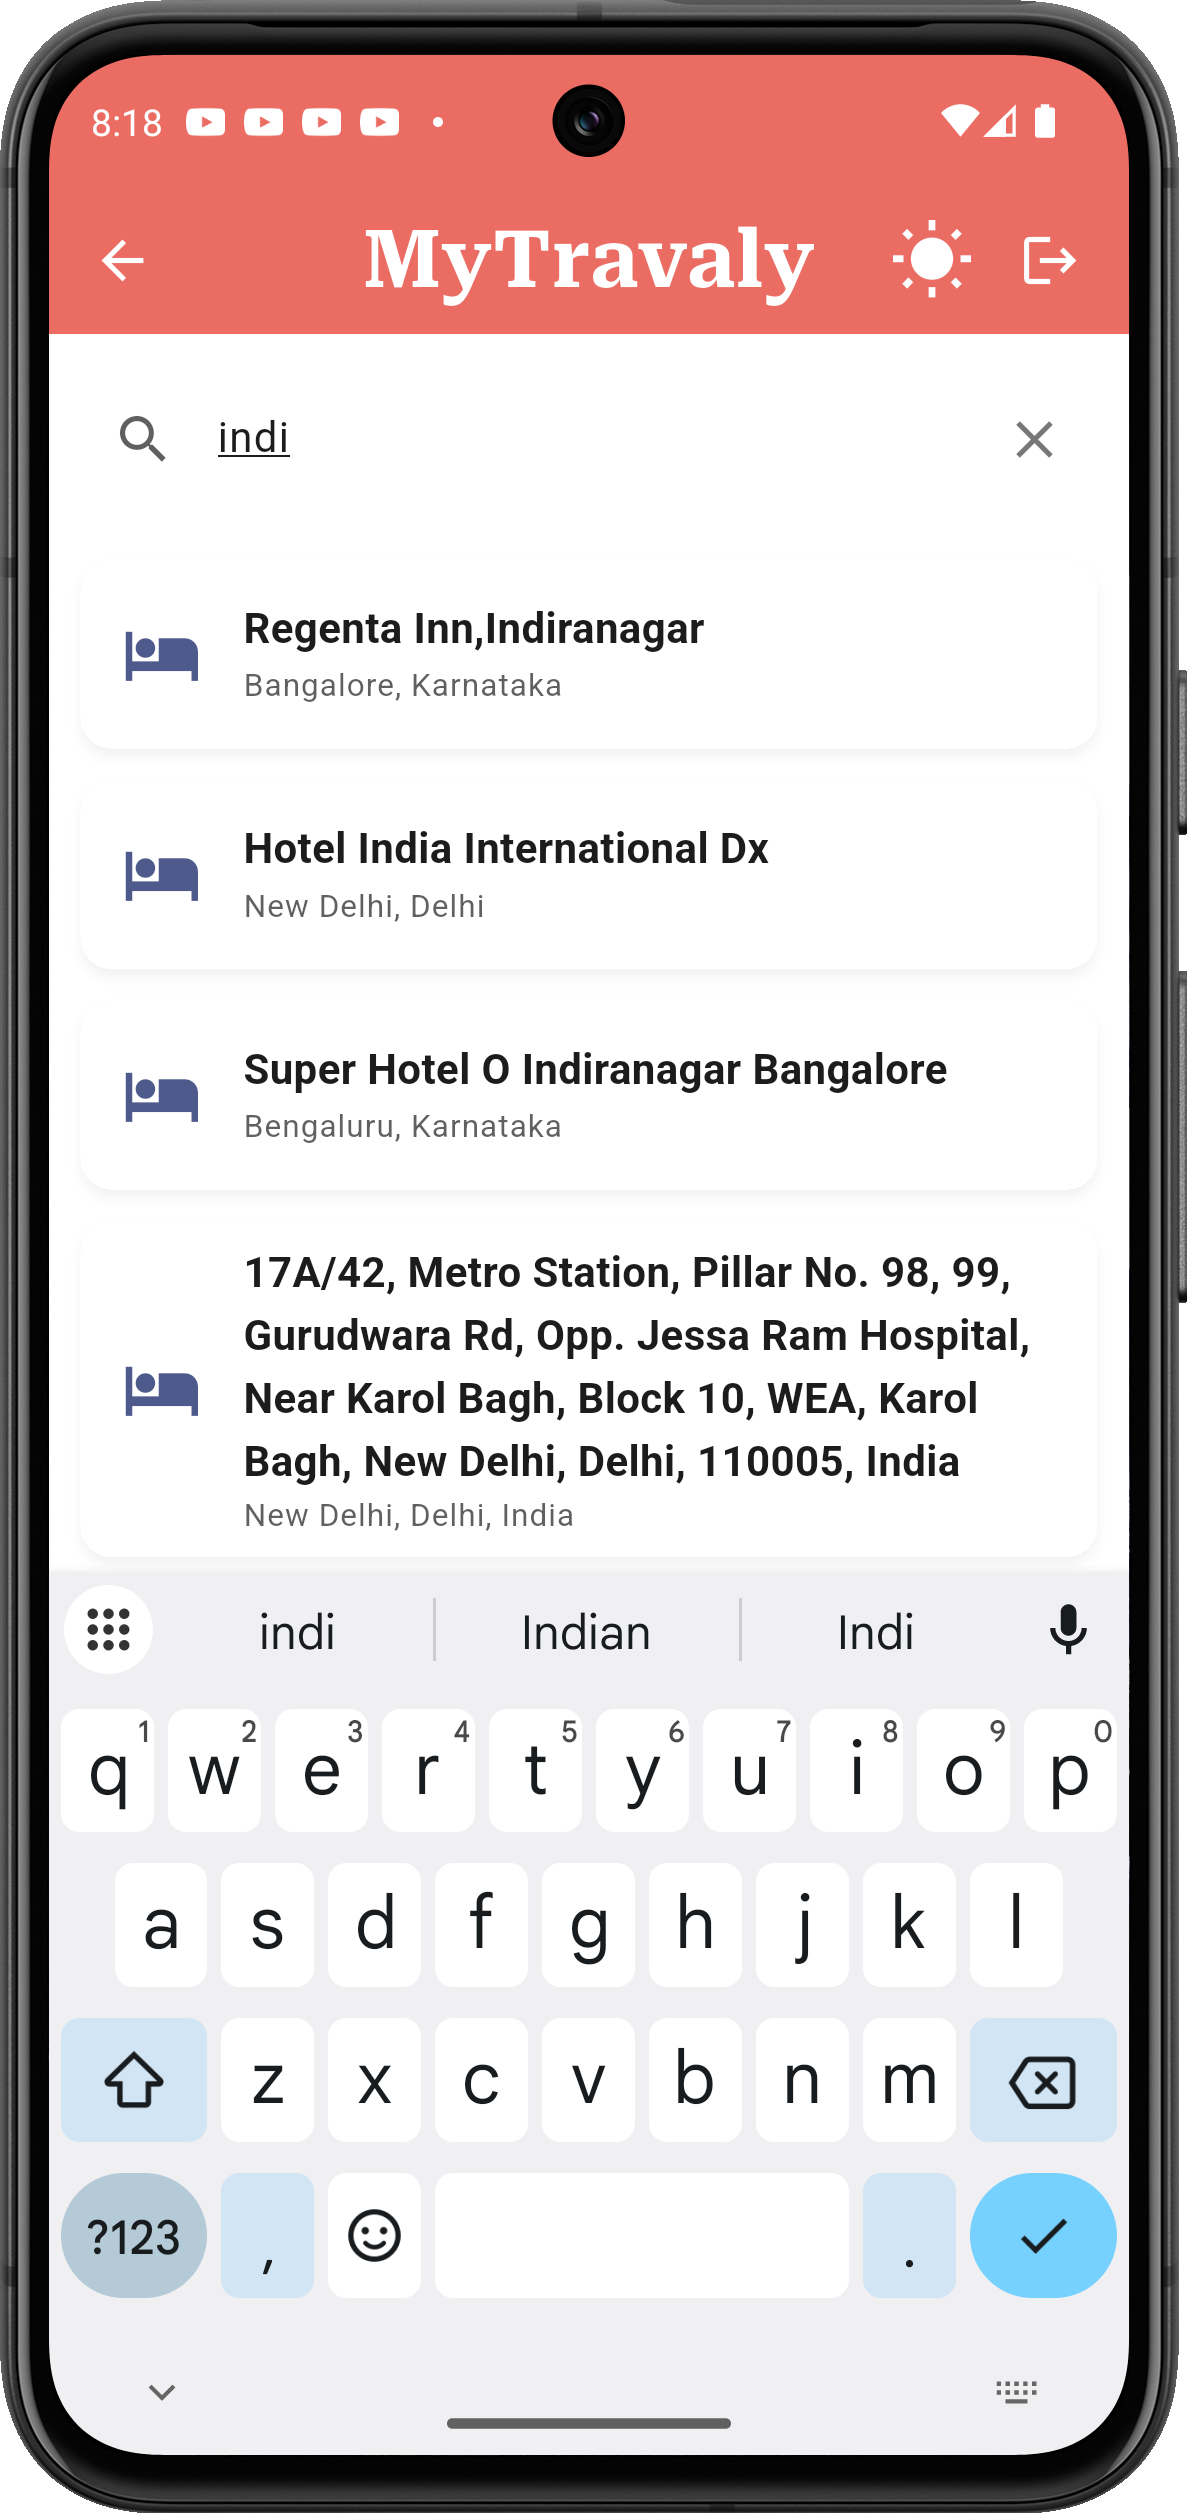 8:18
MyTravaly
indi
Regenta Inn,Indiranagar
Bangalore, Karnataka
Hotel India International Dx
New Delhi, Delhi
Super Hotel O Indiranagar Bangalore
Bengaluru, Karnataka
17A/42, Metro Station, Pillar No. 98, 99,
Gurudwara Rd, Opp. Jessa Ram Hospital,
Near Karol Bagh, Block 10, WEA, Karol
Bagh, New Delhi, Delhi, 110005, India
New Delhi, Delhi, India
indi Indian Indi
q 1 w 2 e 3 r 4 t 5 y 6 u 7 i 8 o 9 p 0
a s d f g h j k l
z x c v b n m
?123 , .